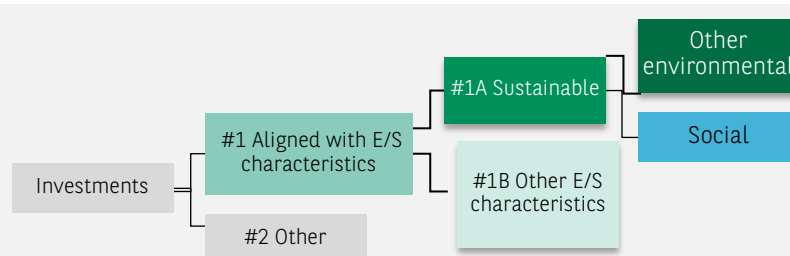 Other
environmental
#1A Sustainable
Social
#1 Aligned with E/S
characteristics
#1B Other E/S
characteristics
Investments
#2 Other